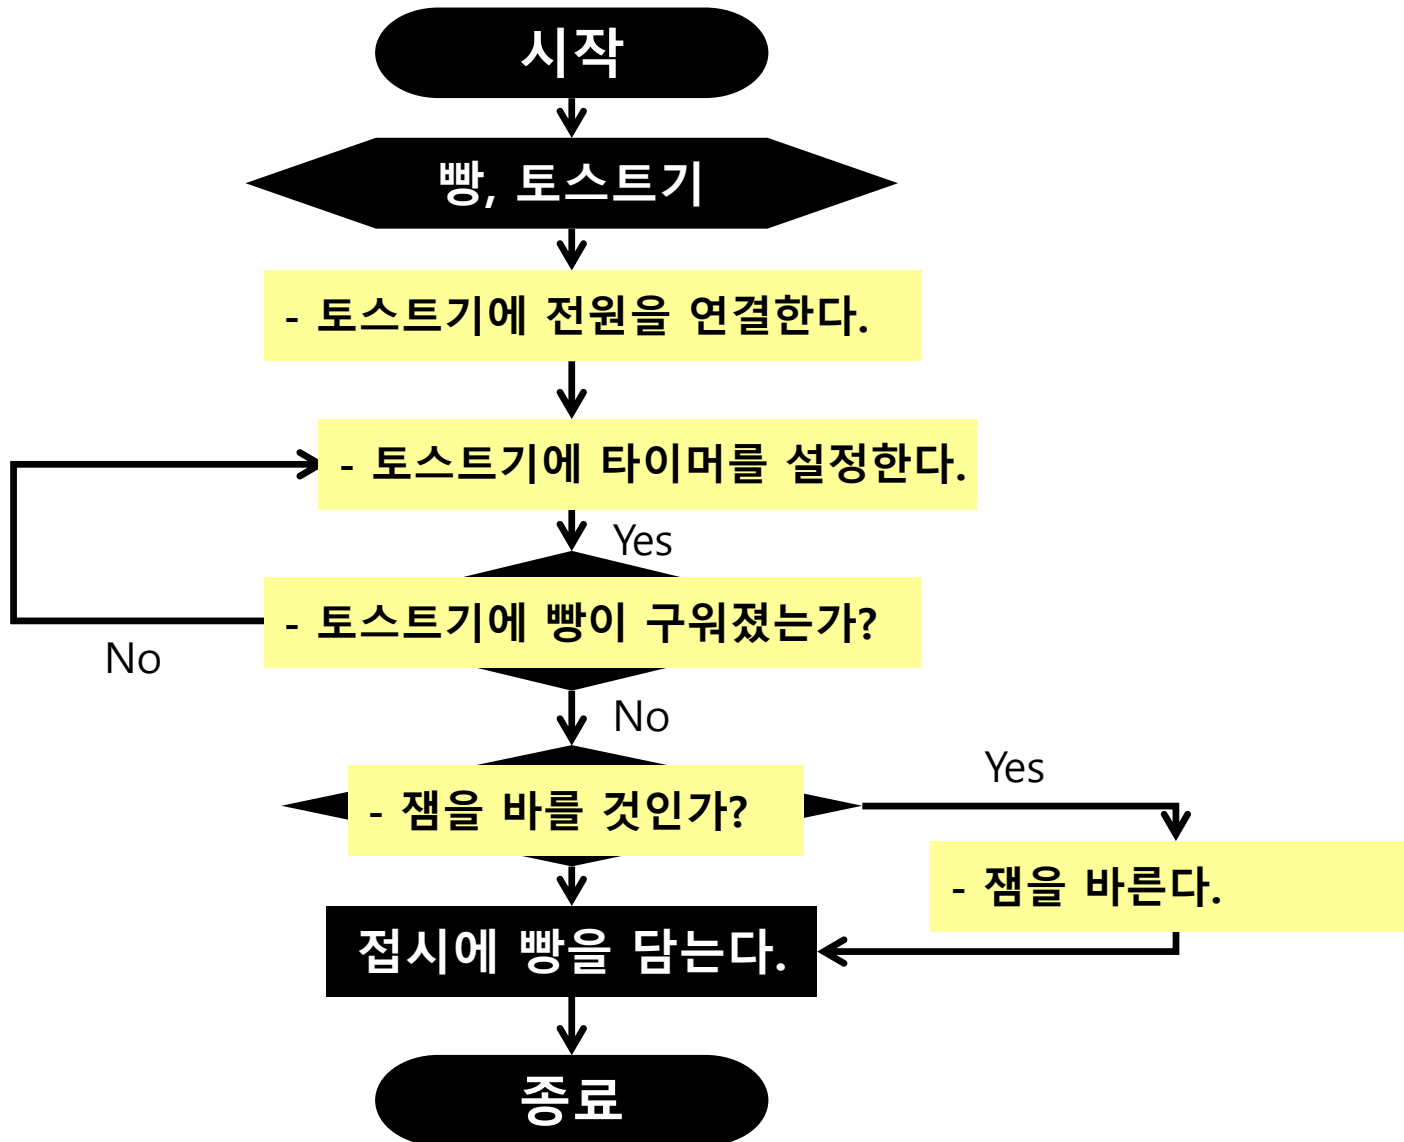 시작
빵, 토스트기
- 토스트기에 전원을 연결한다.
- 토스트기에 타이머를 설정한다.
Yes
- 토스트기에 빵이 구워졌는가?
No
No
Yes
- 잼을 바를 것인가?
- 잼을 바른다.
접시에 빵을 담는다.
종료